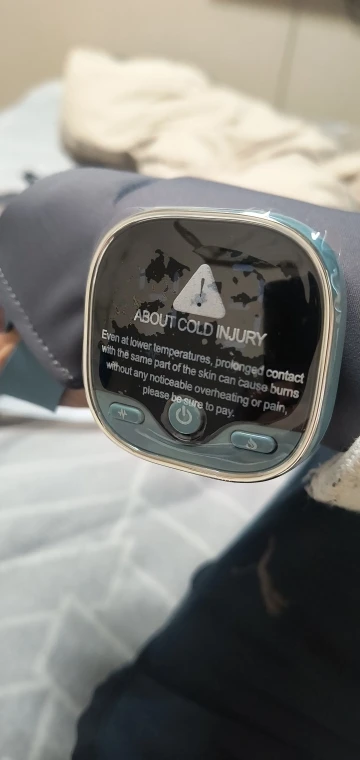 ABOUT COLD INJURY
Even at lower temperatures, prolonged contact
with the same part of the skin can cause burns
without any noticeable overheating or pain,
please be sure to pay.